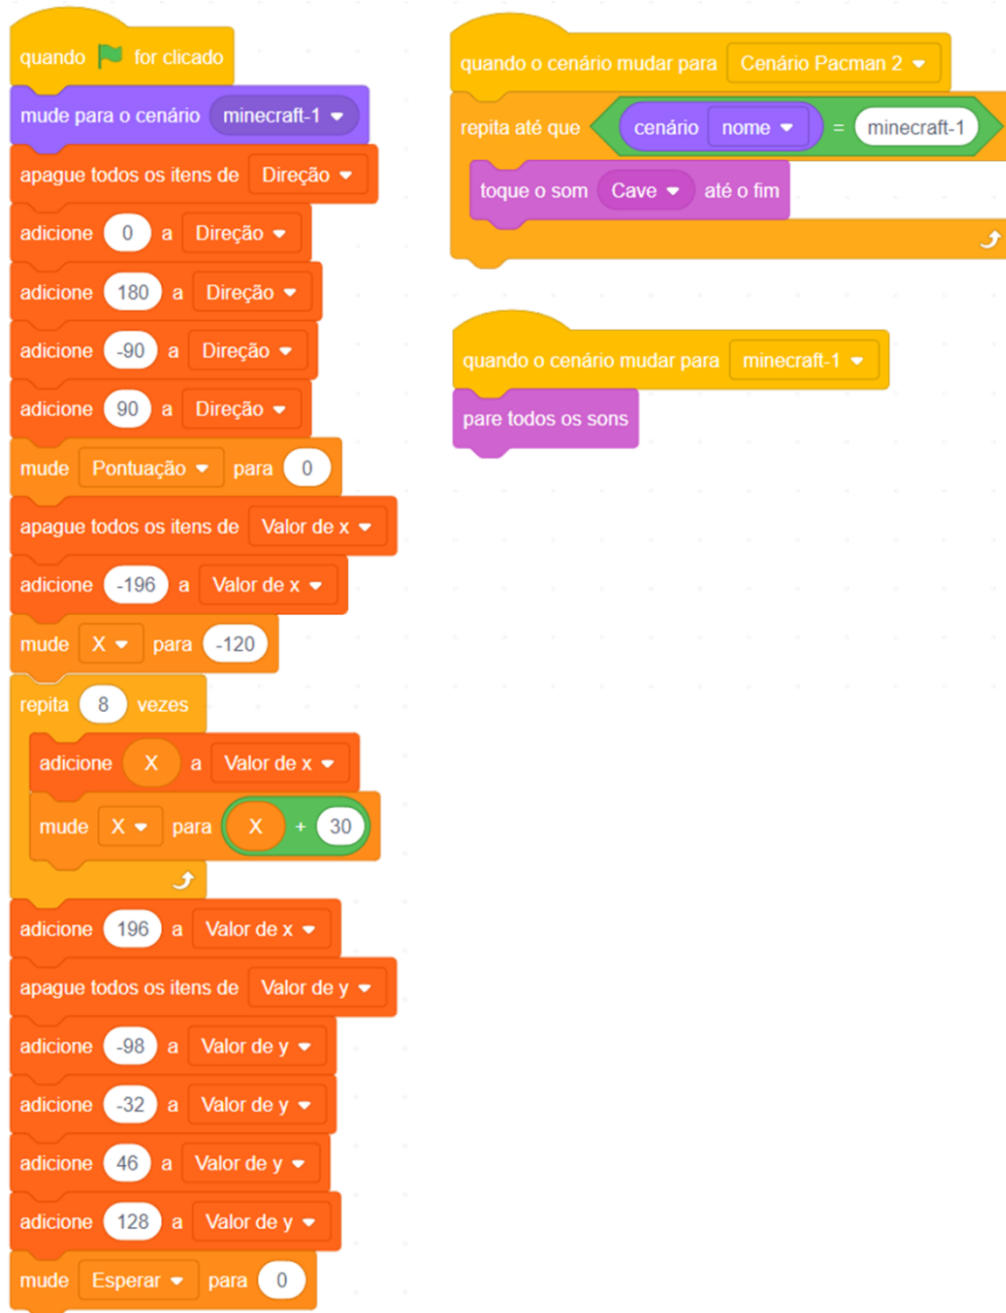 quando for clicado
mude para o cenário minecraft-1
apague todos os itens de Direção
adicione 0 a Direção
adicione 180 a Direção
adicione -90 a Direção
adicione 90 a Direção
mude Pontuação para 0
apague todos os itens de Valor de x
adicione -196 a Valor de x
mude X para -120
repita 8 vezes
adicione X a Valor de x
mude X para X + 30
adicione 196 a Valor de x
apague todos os itens de Valor de y
adicione -98 a Valor de y
adicione -32 a Valor de y
adicione 46 a Valor de y
adicione 128 a Valor de y
mude Esperar para 0
quando o cenário mudar para Cenário Pacman 2
repita até que cenário nome = minecraft-1
toque o som Cave até o fim
quando o cenário mudar para minecraft-1
pare todos os sons